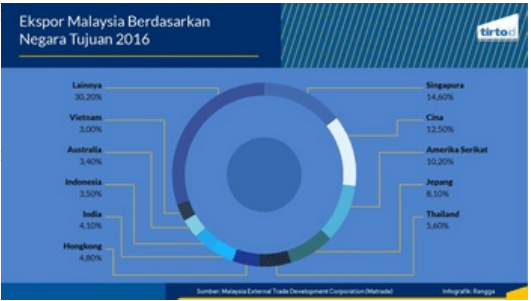 Ekspor Malaysia Berdasarkan
Negara Tujuan 2016
tirto.id
Lainnya
30,20%
Vietnam
3,00%
Australia
3,40%
Indonesia
3,50%
India
4,10%
Hongkong
4,80%
Singapura
14,60%
Cina
12,50%
Amerika Serikat
10,20%
Jepang
8,10%
Thailand
5,60%
Sumber: Malaysia External Trade Development Corporation (Matrade)
Infografik: Rangga